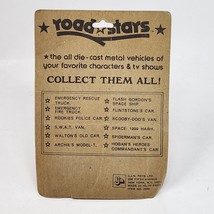 road★stars
★ the all die-cast metal vehicles of
your favorite characters & tv shows
COLLECT THEM ALL!
☆ EMERGENCY RESCUE TRUCK
☆ EMERGENCY FIRE TRUCK
☆ ROOKIES POLICE CAR
☆ S.W.A.T. VAN
☆ WALTON'S OLD CAR
☆ ARCHIE'S MODEL-T
☆ FLASH GORDON'S SPACE SHIP
☆ FLINTSTONE'S CAR
☆ SCOOBY-DOO'S VAN
☆ SPACE: 1999 HAWK
☆ SPIDERMAN'S CAR
☆ HOGAN'S HEROES COMMANDANT'S CAR